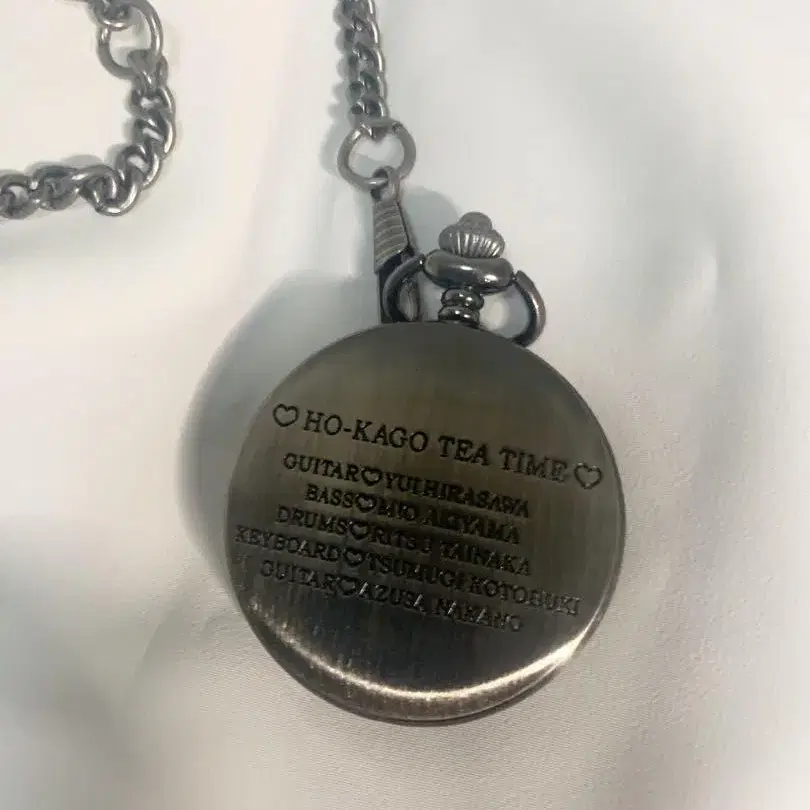 ♡ HO-KAGO TEA TIME ♡
GUITAR♡YUI HIRASAWA
BASS♡MIO AKIYAMA
DRUMS♡RITSU TAINAKA
KEYBOARD♡TSUMUGI KOTOBUKI
GUITAR♡AZUSA NAKANO